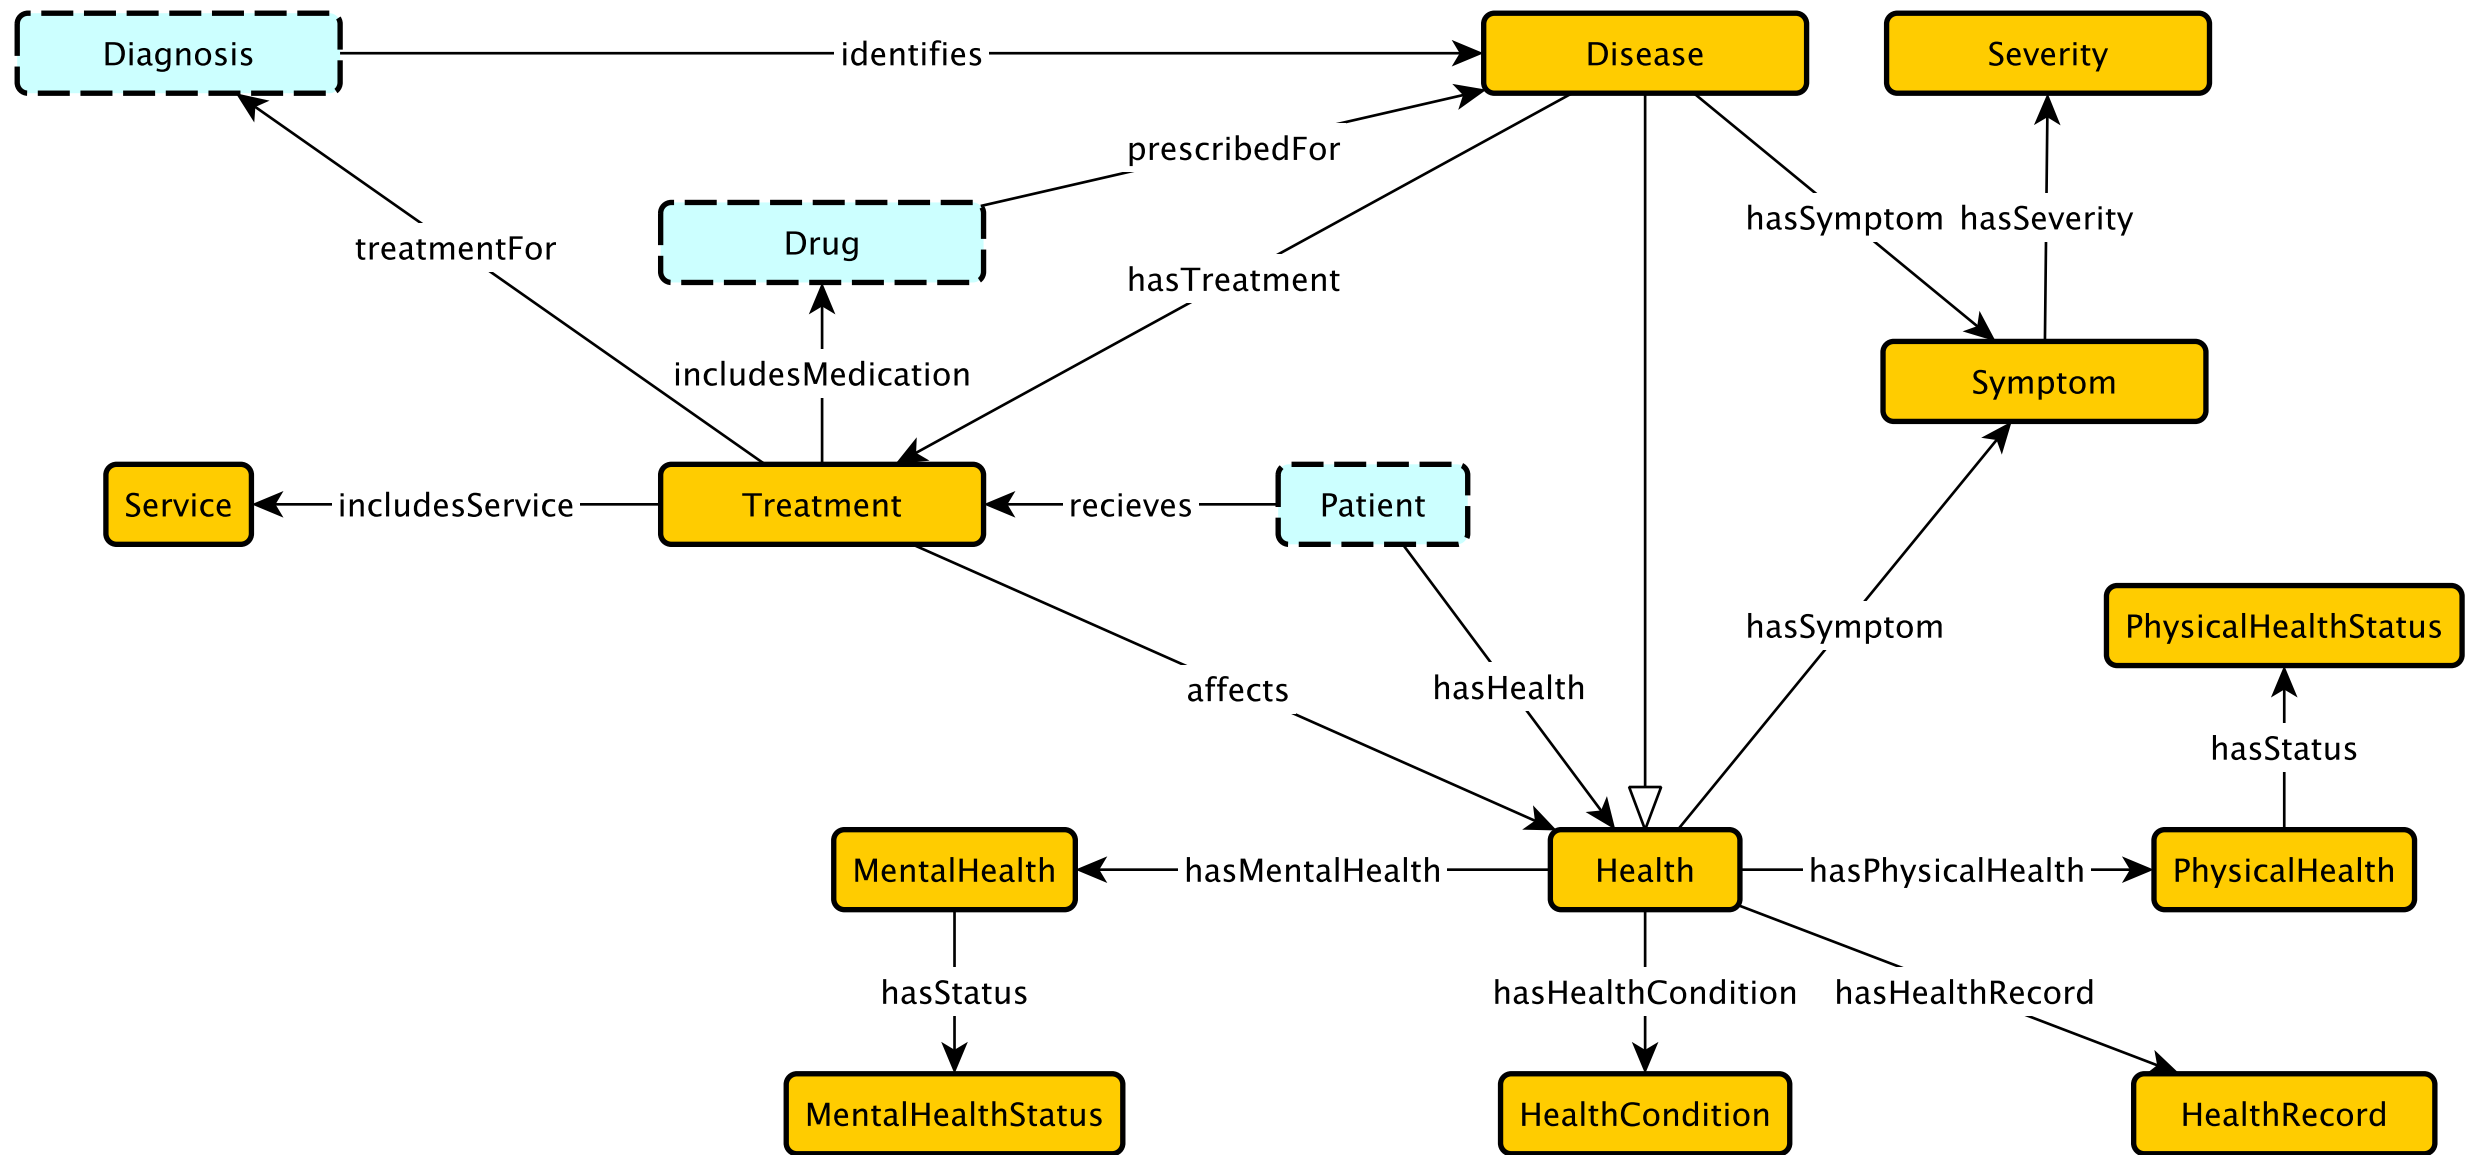 Diagnosis
identifies
Disease
Severity
prescribedFor
treatmentFor
Drug
hasTreatment
hasSymptom
hasSeverity
includesMedication
Symptom
Service
includesService
Treatment
recieves
Patient
hasSymptom
PhysicalHealthStatus
affects
hasHealth
hasStatus
MentalHealth
hasMentalHealth
Health
hasPhysicalHealth
PhysicalHealth
hasStatus
hasHealthCondition
hasHealthRecord
MentalHealthStatus
HealthCondition
HealthRecord